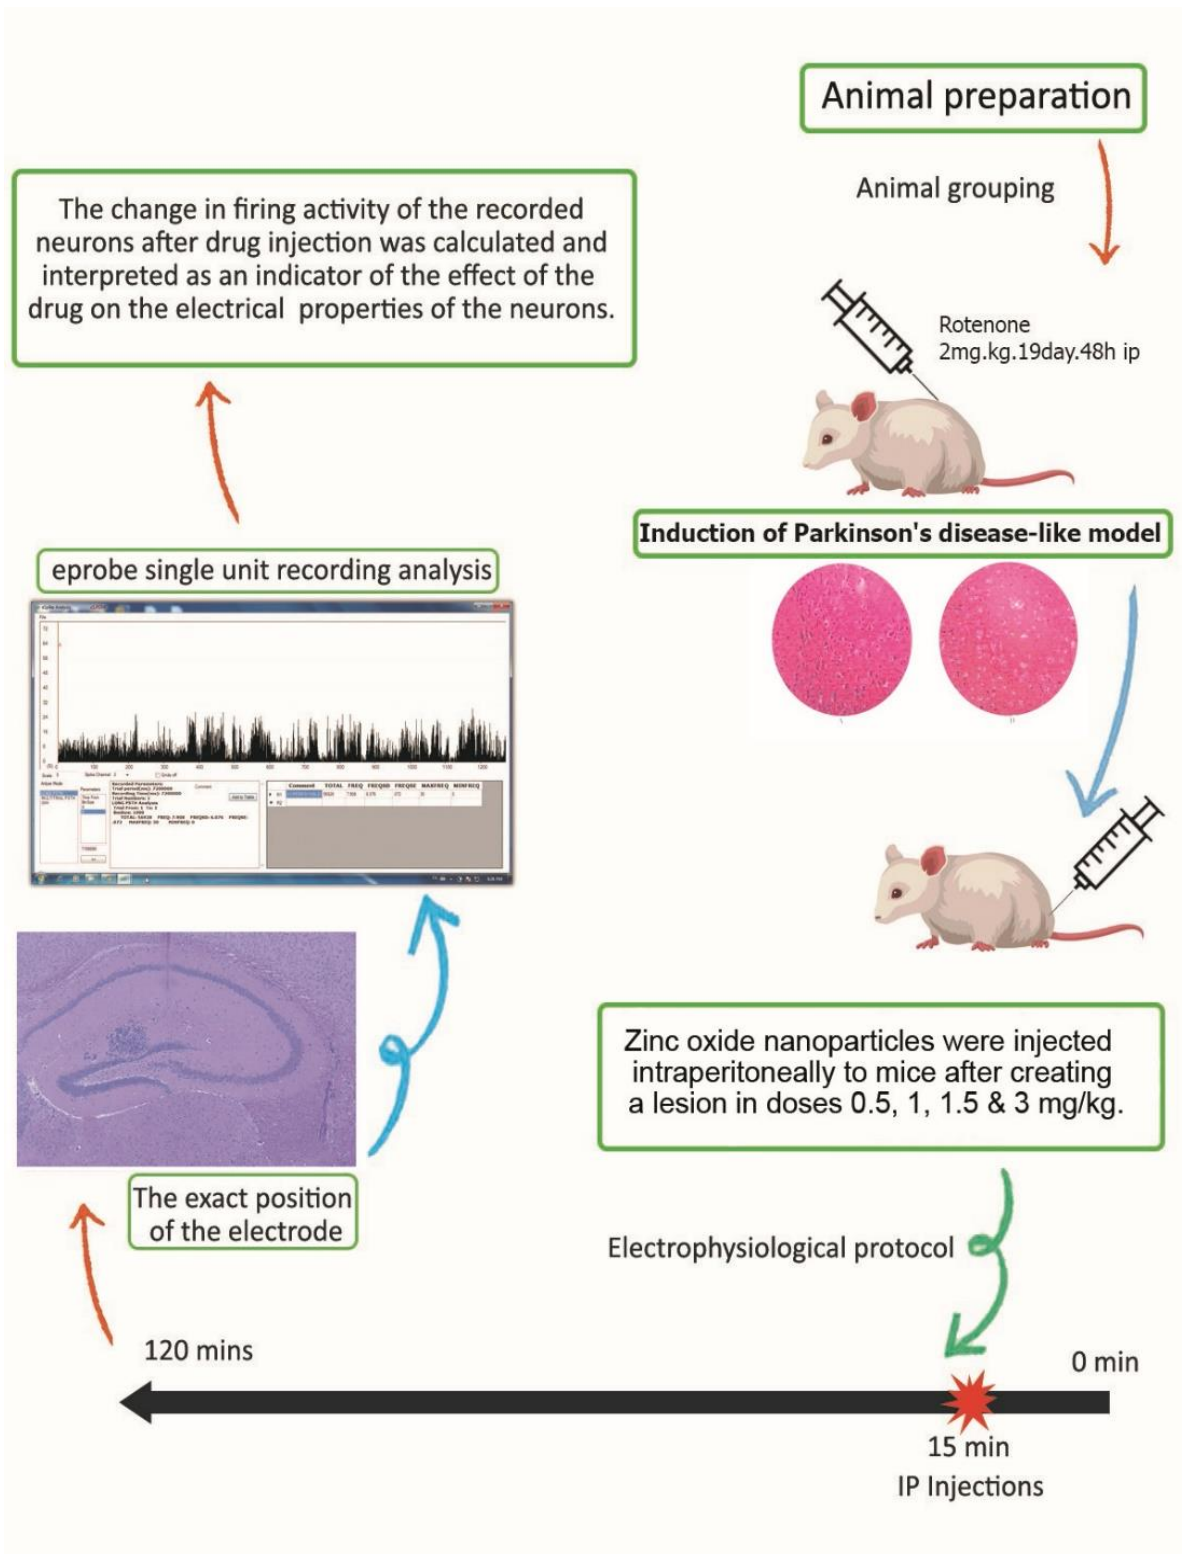 Animal preparation
Animal grouping
Rotenone
2mg.kg.19day.48h ip
Induction of Parkinson's disease-like model
Zinc oxide nanoparticles were injected
intraperitoneally to mice after creating
a lesion in doses 0.5, 1, 1.5 & 3 mg/kg.
Electrophysiological protocol
0 min
15 min
IP Injections
120 mins
The exact position
of the electrode
eprobe single unit recording analysis
Comment TOTAL FREQ
The change in firing activity of the recorded
neurons after drug injection was calculated and
interpreted as an indicator of the effect of the
drug on the electrical properties of the neurons.